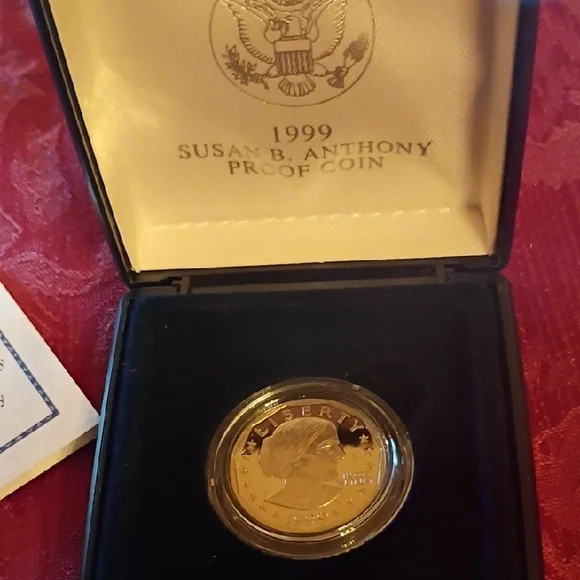 1999
SUSAN B. ANTHONY
PROOF COIN
LIBERTY